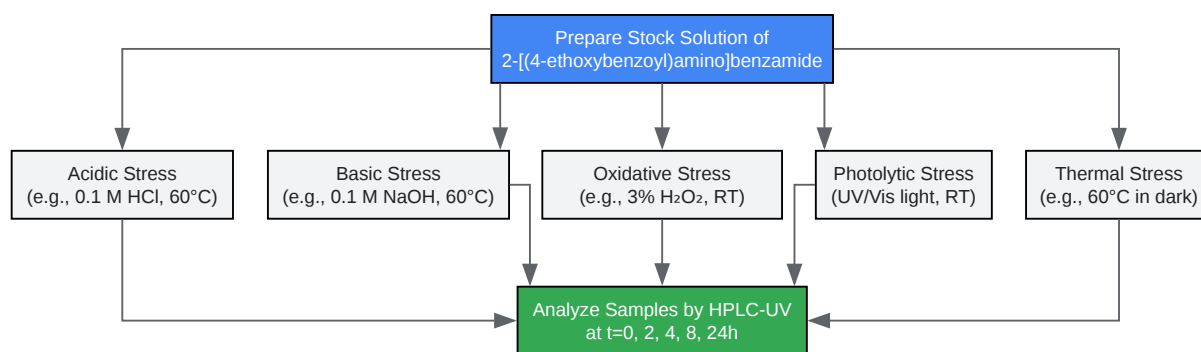 Prepare Stock Solution of
2-[(4-ethoxybenzoyl)amino]benzamide
Acidic Stress
(e.g., 0.1 M HCl, 60°C)
Basic Stress
(e.g., 0.1 M NaOH, 60°C)
Oxidative Stress
(e.g., 3% H₂O₂, RT)
Photolytic Stress
(UV/Vis light, RT)
Thermal Stress
(e.g., 60°C in dark)
Analyze Samples by HPLC-UV
at t=0, 2, 4, 8, 24h